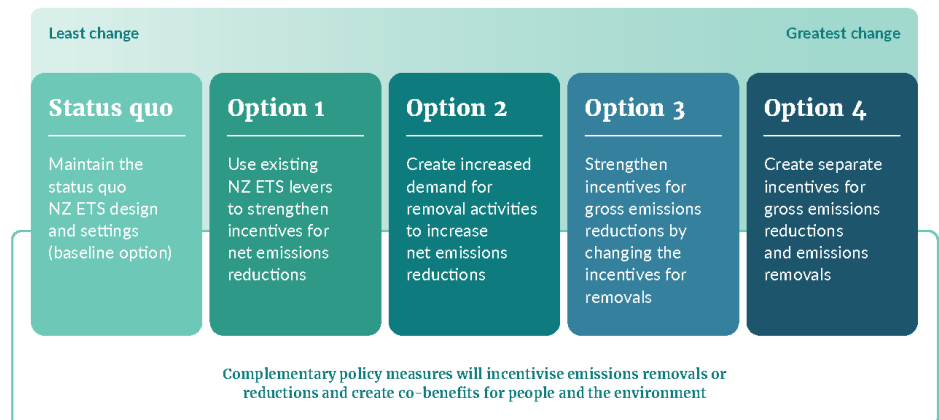 Least change
Greatest change
Status quo
Maintain the
status quo
NZ ETS design
and settings
(baseline option)
Option 1
Use existing
NZ ETS levers
to strengthen
incentives for
net emissions
reductions
Option 2
Create increased
demand for
removal activities
to increase
net emissions
reductions
Option 3
Strengthen
incentives for
gross emissions
reductions by
changing the
incentives for
removals
Option 4
Create separate
incentives for
gross emissions
reductions
and emissions
removals
Complementary policy measures will incentivise emissions removals or
reductions and create co-benefits for people and the environment